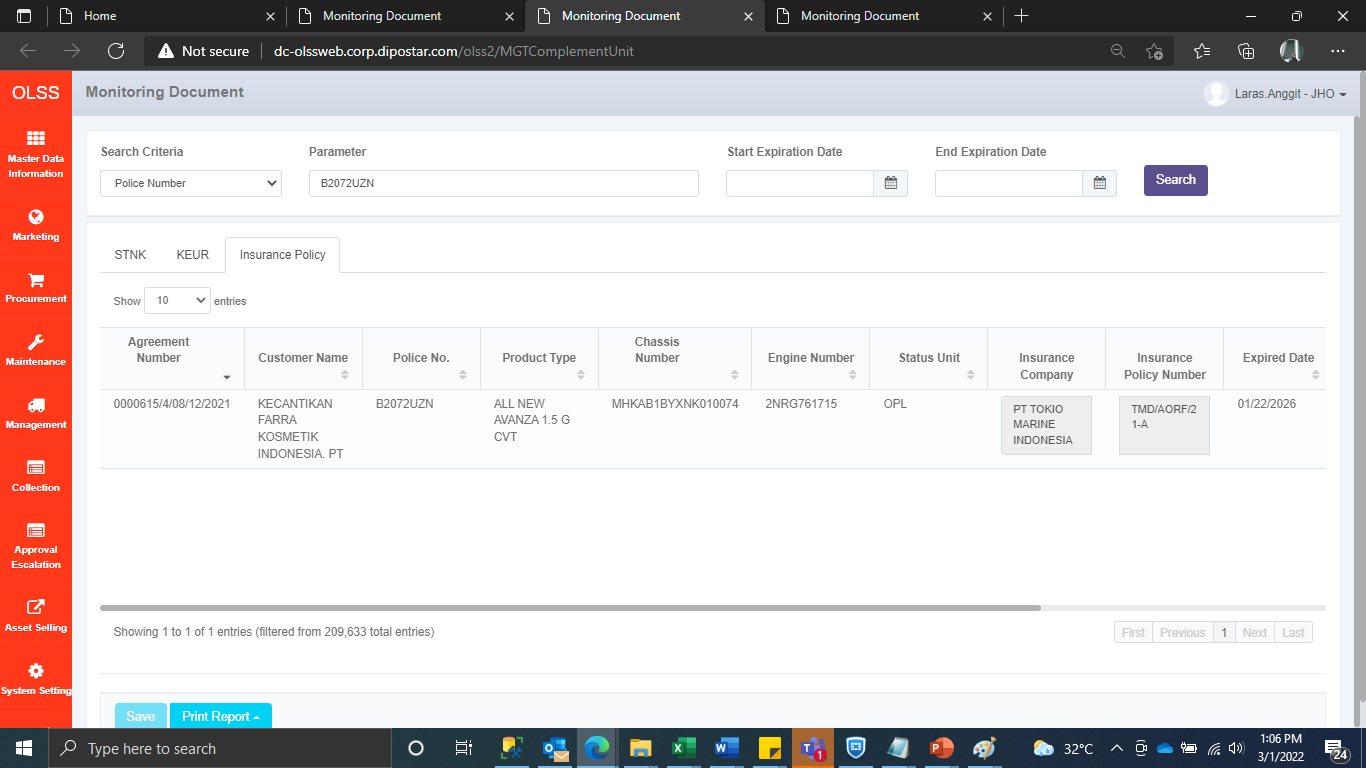 Home
Monitoring Document
Monitoring Document
Monitoring Document
Not secure
dc-olssweb.corp.dipostar.com/olss2/MGTComplementUnit
OLSS
Monitoring Document
Laras.Anggit - JHO
Master Data
Information
Marketing
Procurement
Maintenance
Management
Collection
Approval
Escalation
Asset Selling
System Setting
Search Criteria
Parameter
Start Expiration Date
End Expiration Date
Police Number
B2072UZN
Search
STNK
KEUR
Insurance Policy
Show 10 entries
Agreement
Number
Customer Name
Police No.
Product Type
Chassis
Number
Engine Number
Status Unit
Insurance
Company
Insurance
Policy Number
Expired Date
0000615/4/08/12/2021
KECANTIKAN
FARRA
KOSMETIK
INDONESIA. PT
B2072UZN
ALL NEW
AVANZA 1.5 G
CVT
MHKAB1BYXNK010074
2NRG761715
OPL
PT TOKIO
MARINE
INDONESIA
TMD/AORF/2
1-A
01/22/2026
Showing 1 to 1 of 1 entries (filtered from 209,633 total entries)
First
Previous
1
Next
Last
Save
Print Report
Type here to search
1
32°C
1:06 PM
3/1/2022
24